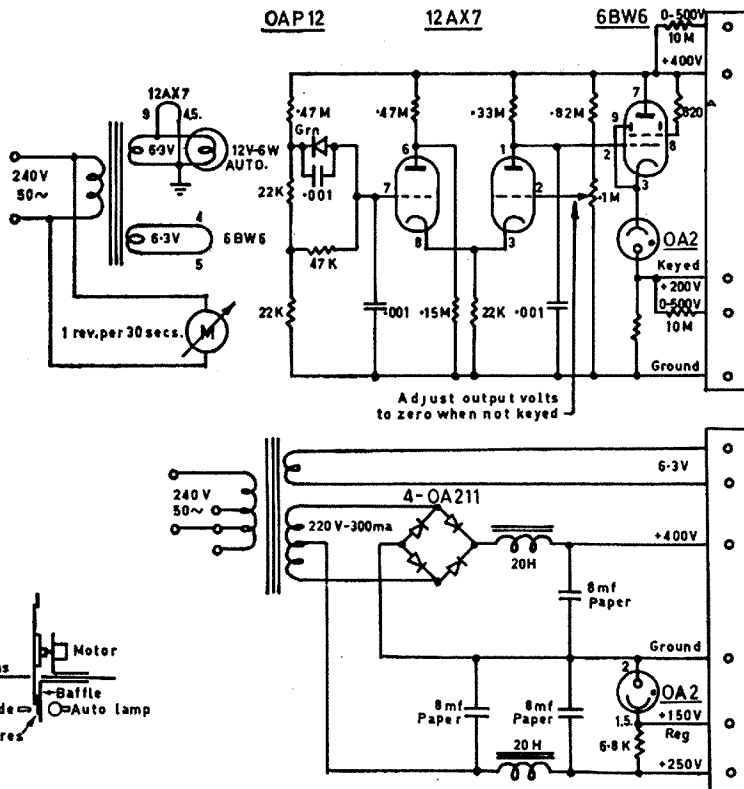 OAP12 12AX7 6BW6
0-500V
10M
+400V
12AX7
9 4.5.
6·3V
12V-6W
AUTO.
240V
50~
6·3V
4
5
6BW6
1 rev. per 30 secs.
M
·47M
Grn
·001
22K
47K
22K
·47M
6
7
8
·001
·15M
·33M
1
2
3
22K
·001
·82M
·1M
7
9
8
2
3
820
OA2
Keyed
+200V
0-500V
10M
Ground
Adjust output volts
to zero when not keyed
240V
50~
6·3V
4-OA211
220V-300ma
20H
+400V
8mf
Paper
Ground
8mf
Paper
8mf
Paper
2
OA2
1.5.
+150V
Reg
6·8K
20H
+250V
Motor
Baffle
Auto lamp